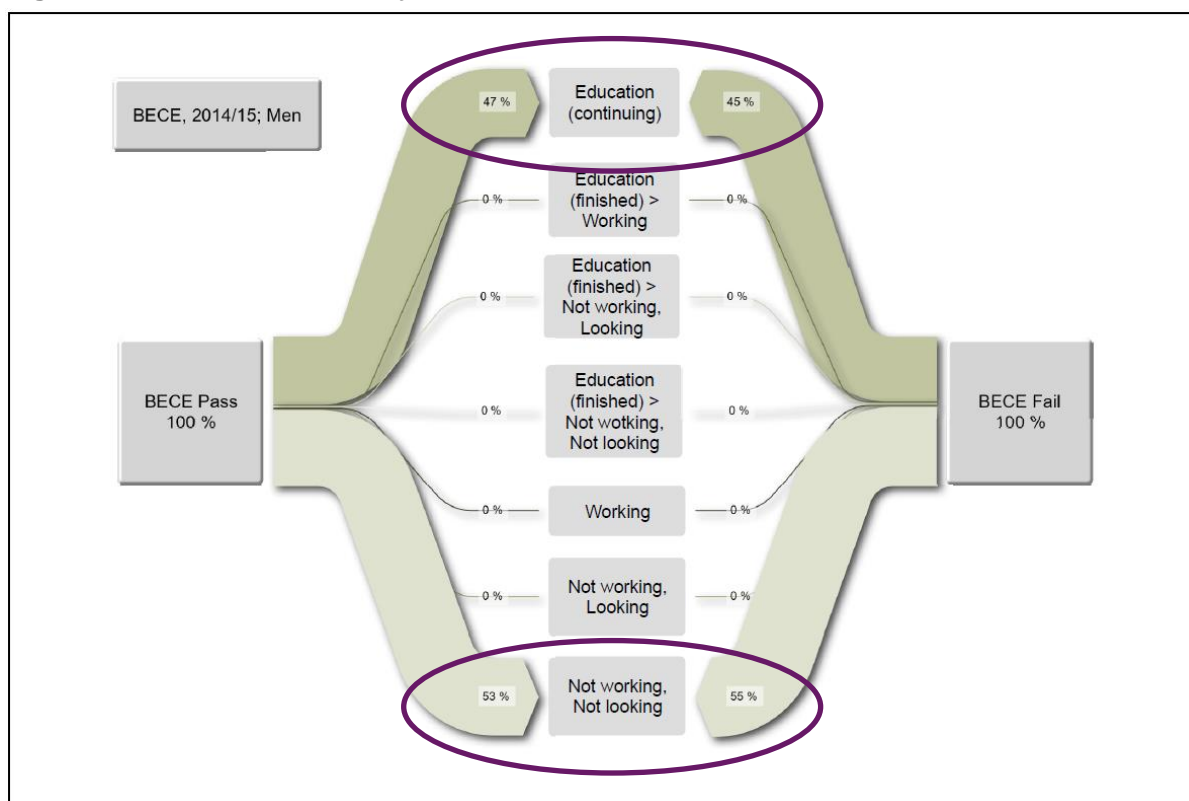 BECE, 2014/15; Men
47 %
Education
(continuing)
45 %
0 %
Education
(finished) >
Working
0 %
0 %
Education
(finished) >
Not working,
Looking
0 %
BECE Pass
100 %
0 %
Education
(finished) >
Not wotking,
Not looking
0 %
BECE Fail
100 %
0 %
Working
0 %
0 %
Not working,
Looking
0 %
53 %
Not working,
Not looking
55 %